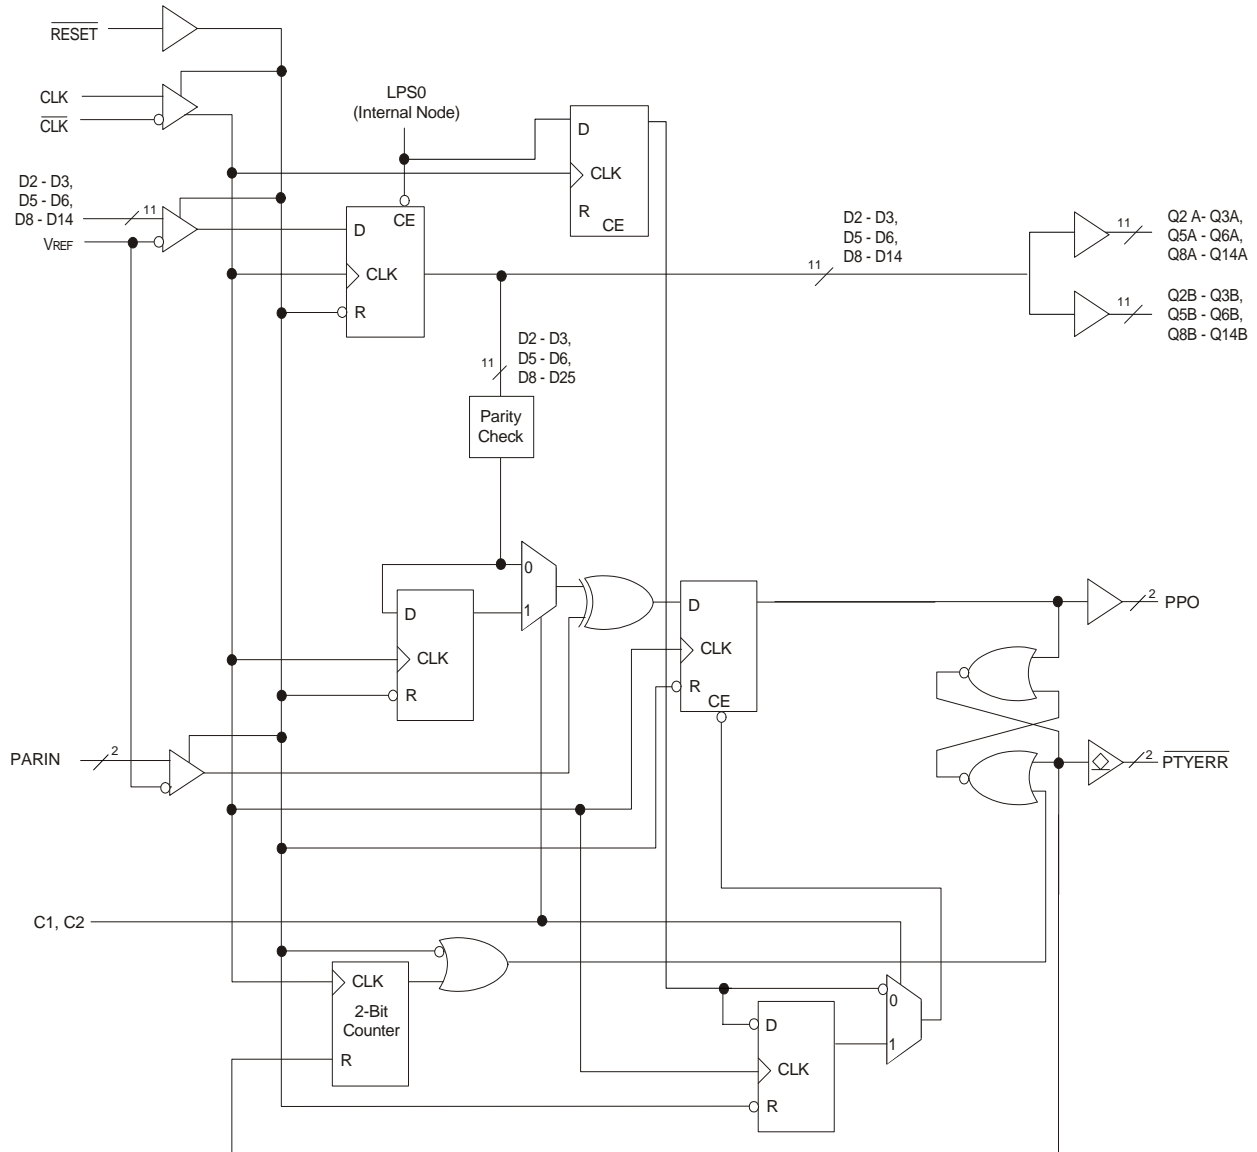 RESET
CLK
CLK
LPS0
(Internal Node)
D
CLK
R
CE
D2 - D3,
D5 - D6,
D8 - D14
11
VREF
CE
D
CLK
R
D2 - D3,
D5 - D6,
D8 - D14
11
11
Q2 A- Q3A,
Q5A - Q6A,
Q8A - Q14A
11
Q2B - Q3B,
Q5B - Q6B,
Q8B - Q14B
11
D2 - D3,
D5 - D6,
D8 - D25
Parity
Check
0
1
D
CLK
R
D
CLK
R
CE
2
PPO
PARIN
2
2
PTYERR
C1, C2
CLK
2-Bit
Counter
R
0
1
D
CLK
R